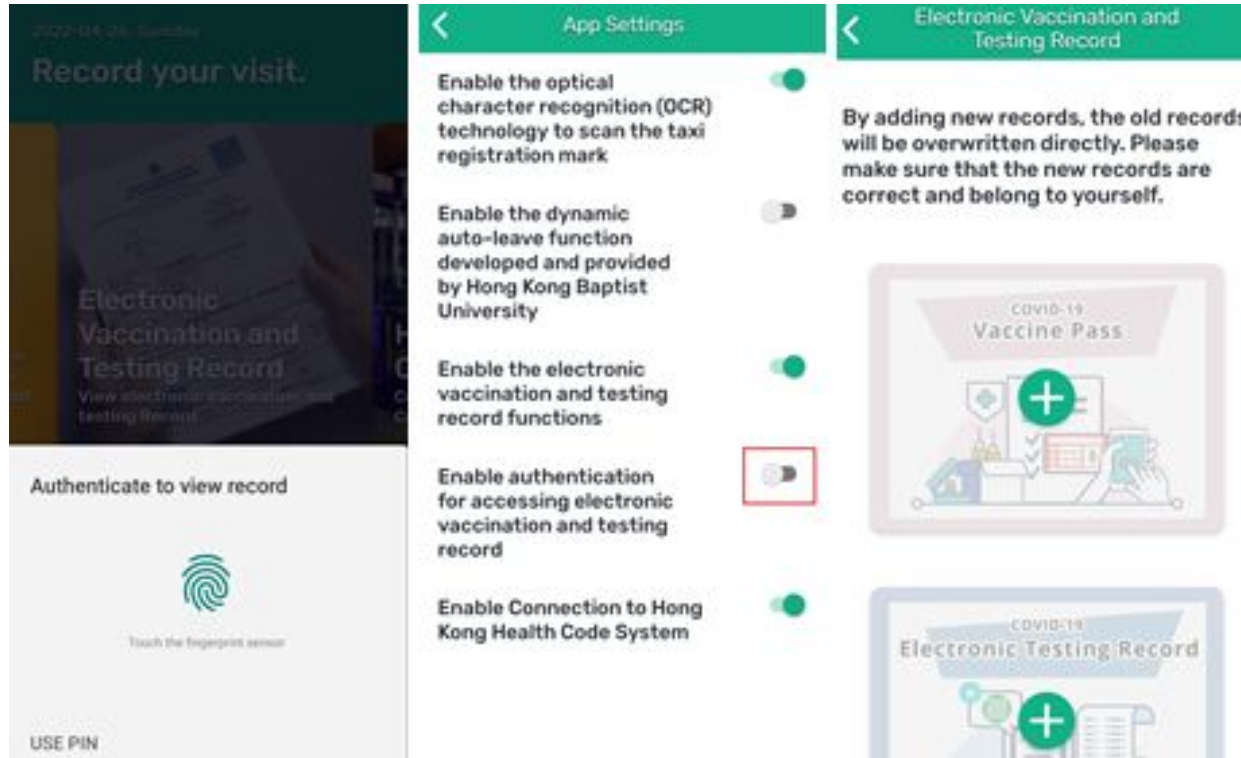 Record your visit.
Electronic
Vaccination and
Testing Record
View electronic vaccination and
testing Record
Authenticate to view record
Touch the fingerprint sensor
USE PIN
App Settings
Enable the optical
character recognition (OCR)
technology to scan the taxi
registration mark
Enable the dynamic
auto-leave function
developed and provided
by Hong Kong Baptist
University
Enable the electronic
vaccination and testing
record functions
Enable authentication
for accessing electronic
vaccination and testing
record
Enable Connection to Hong
Kong Health Code System
Electronic Vaccination and
Testing Record
By adding new records, the old records
will be overwritten directly. Please
make sure that the new records are
correct and belong to yourself.
COVID-19
Vaccine Pass
COVID-19
Electronic Testing Record